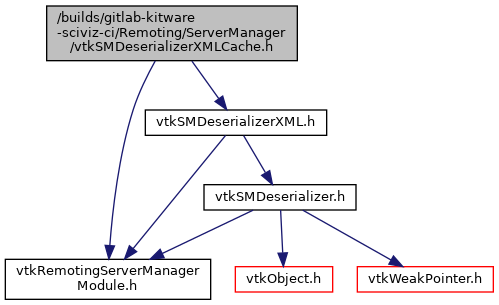 /builds/gitlab-kitware
-sciviz-ci/Remoting/ServerManager
/vtkSMDeserializerXMLCache.h
vtkSMDeserializerXML.h
vtkSMDeserializer.h
vtkRemotingServerManager
Module.h
vtkObject.h
vtkWeakPointer.h